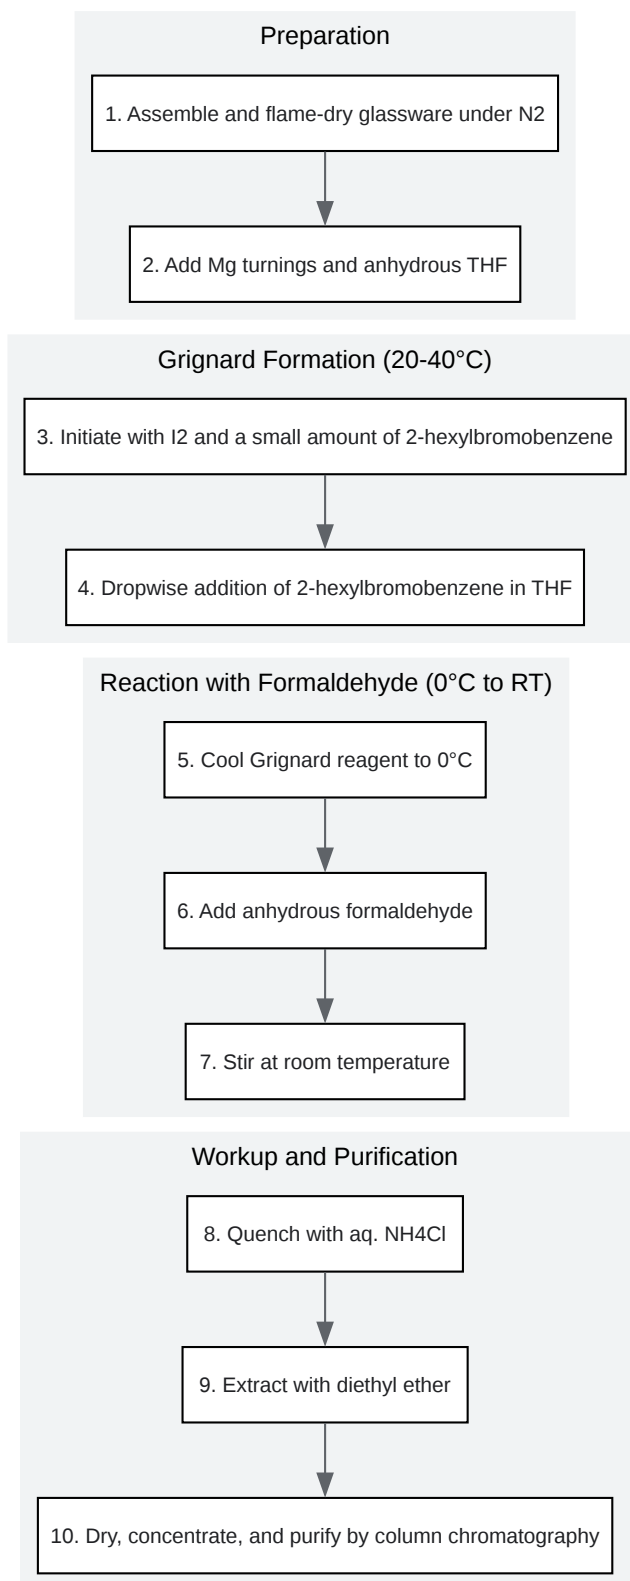 Preparation
1. Assemble and flame-dry glassware under N2
2. Add Mg turnings and anhydrous THF
Grignard Formation (20-40°C)
3. Initiate with I2 and a small amount of 2-hexylbromobenzene
4. Dropwise addition of 2-hexylbromobenzene in THF
Reaction with Formaldehyde (0°C to RT)
5. Cool Grignard reagent to 0°C
6. Add anhydrous formaldehyde
7. Stir at room temperature
Workup and Purification
8. Quench with aq. NH4Cl
9. Extract with diethyl ether
10. Dry, concentrate, and purify by column chromatography